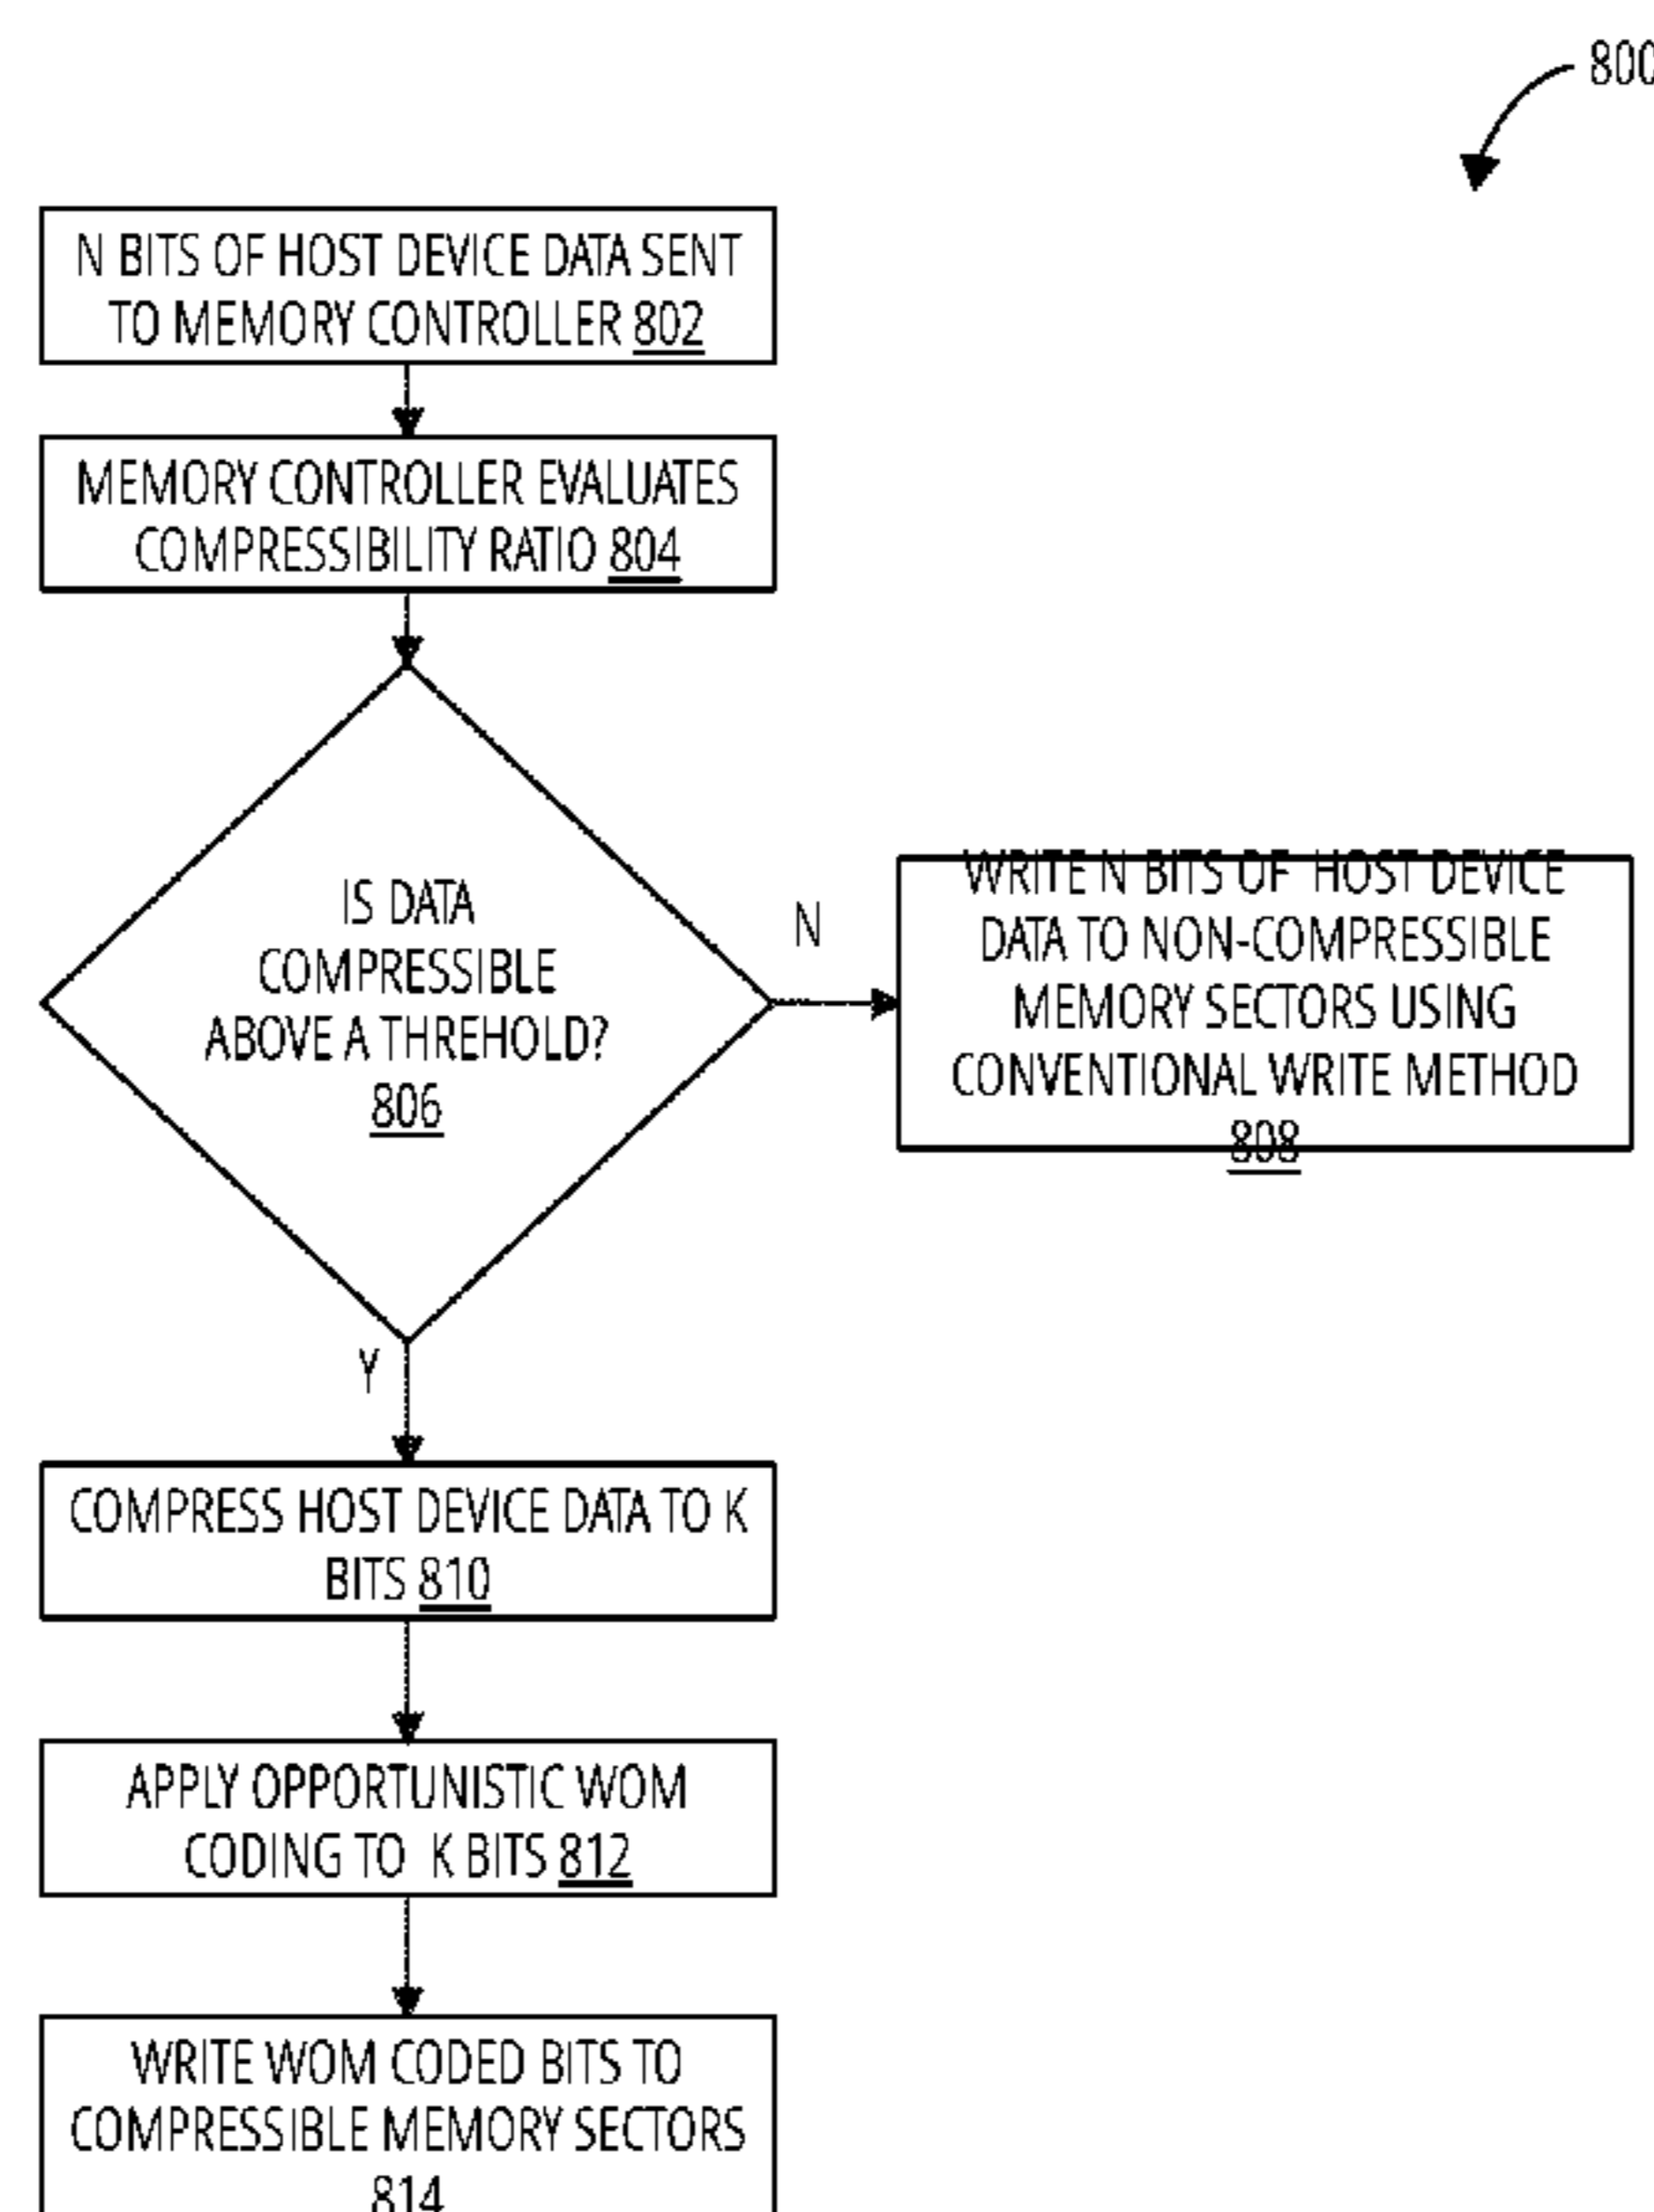 800
N BITS OF HOST DEVICE DATA SENT
TO MEMORY CONTROLLER 802
MEMORY CONTROLLER EVALUATES
COMPRESSIBILITY RATIO 804
IS DATA
COMPRESSIBLE
ABOVE A THREHOLD?
806
N
WRITE N BITS OF HOST DEVICE
DATA TO NON-COMPRESSIBLE
MEMORY SECTORS USING
CONVENTIONAL WRITE METHOD
808
Y
COMPRESS HOST DEVICE DATA TO K
BITS 810
APPLY OPPORTUNISTIC WOM
CODING TO K BITS 812
WRITE WOM CODED BITS TO
COMPRESSIBLE MEMORY SECTORS
814